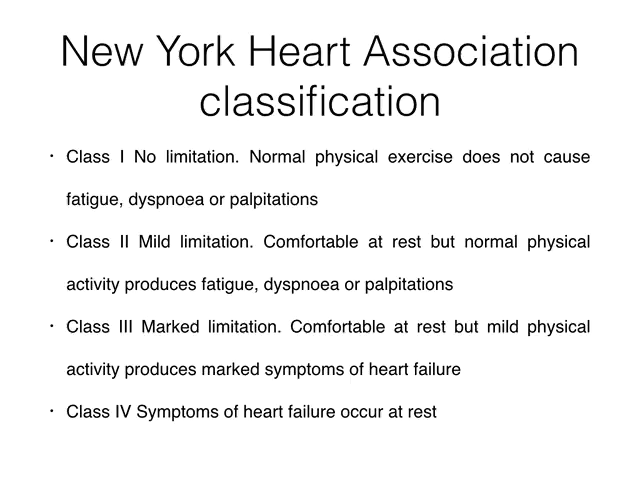 New York Heart Association
classification
• Class I No limitation. Normal physical exercise does not cause
fatigue, dyspnoea or palpitations
• Class II Mild limitation. Comfortable at rest but normal physical
activity produces fatigue, dyspnoea or palpitations
• Class III Marked limitation. Comfortable at rest but mild physical
activity produces marked symptoms of heart failure
• Class IV Symptoms of heart failure occur at rest